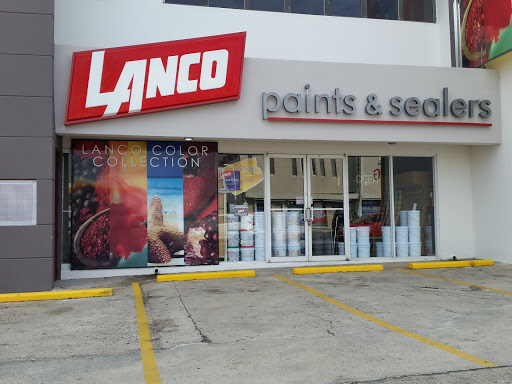 LANCO
paints & sealers
LANCO COLOR
COLLECTION